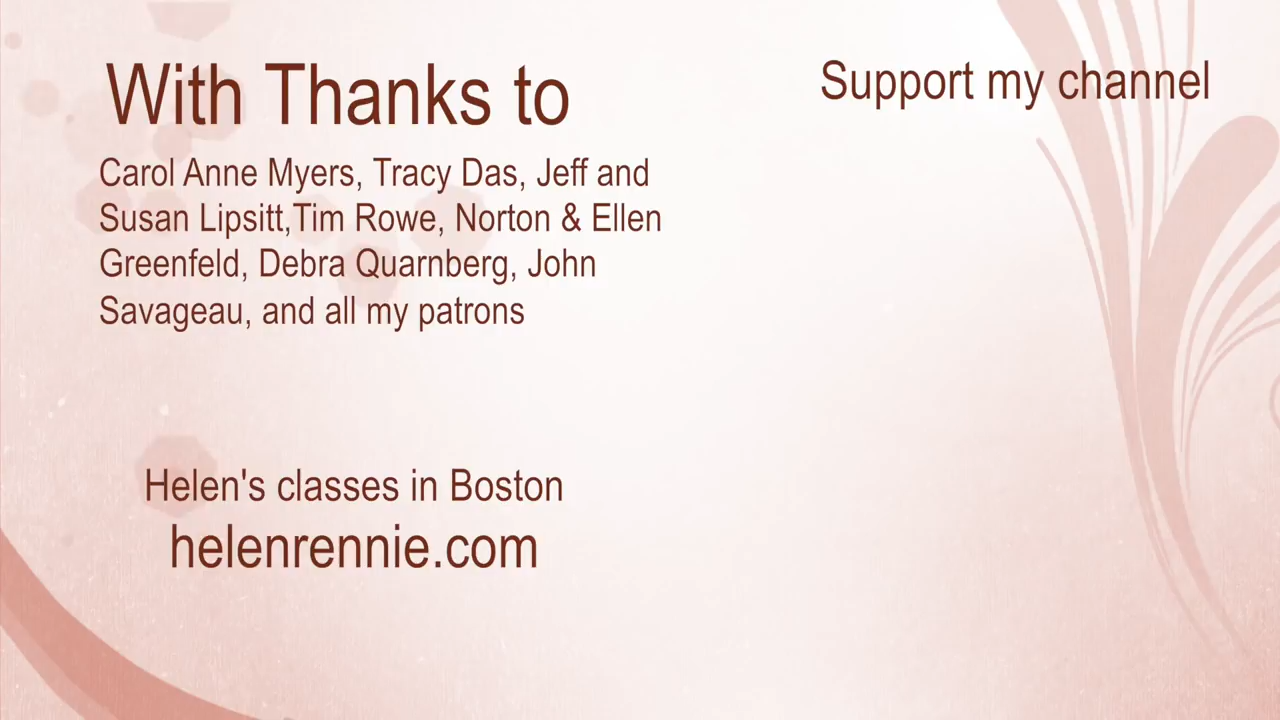 With Thanks to
Carol Anne Myers, Tracy Das, Jeff and
Susan Lipsitt,Tim Rowe, Norton & Ellen
Greenfeld, Debra Quarnberg, John
Savageau, and all my patrons
Support my channel
Helen's classes in Boston
helenrennie.com